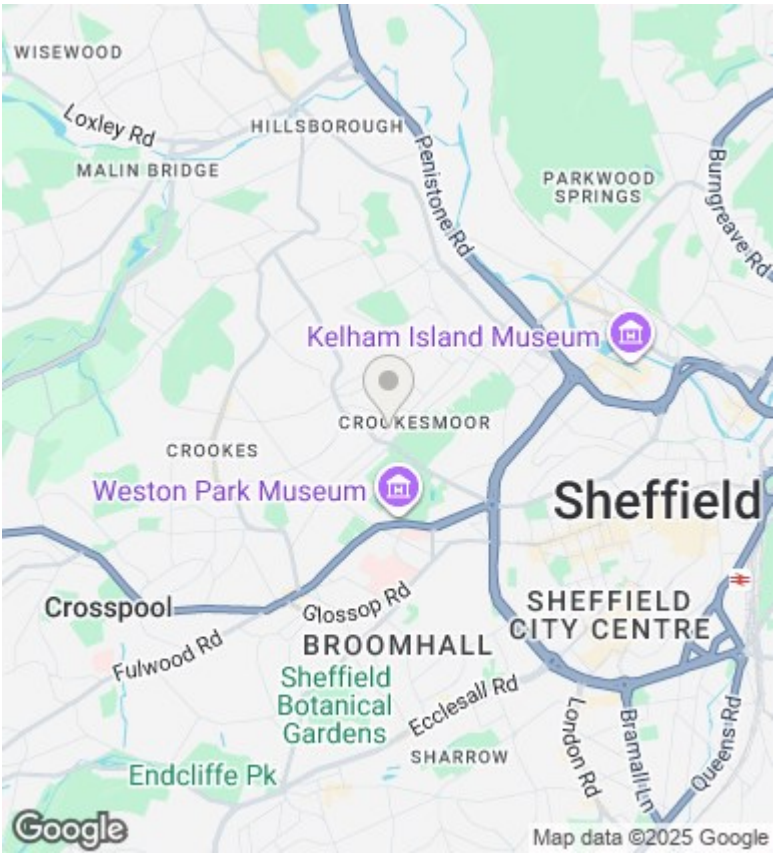 WISEWOOD
Loxley Rd
HILLSBOROUGH
MALIN BRIDGE
Penistone Rd
PARKWOOD
SPRINGS
Burngreave Rd
Kelham Island Museum
CROOKESMOOR
CROOKES
Weston Park Museum
Sheffield
Crosspool
Glossop Rd
SHEFFIELD
CITY CENTRE
Fulwood Rd
BROOMHALL
Sheffield
Botanical
Gardens
Ecclesall Rd
London Rd
Bramall Ln
Queens Rd
SHARROW
Endcliffe Pk
Google
Map data ©2025 Google